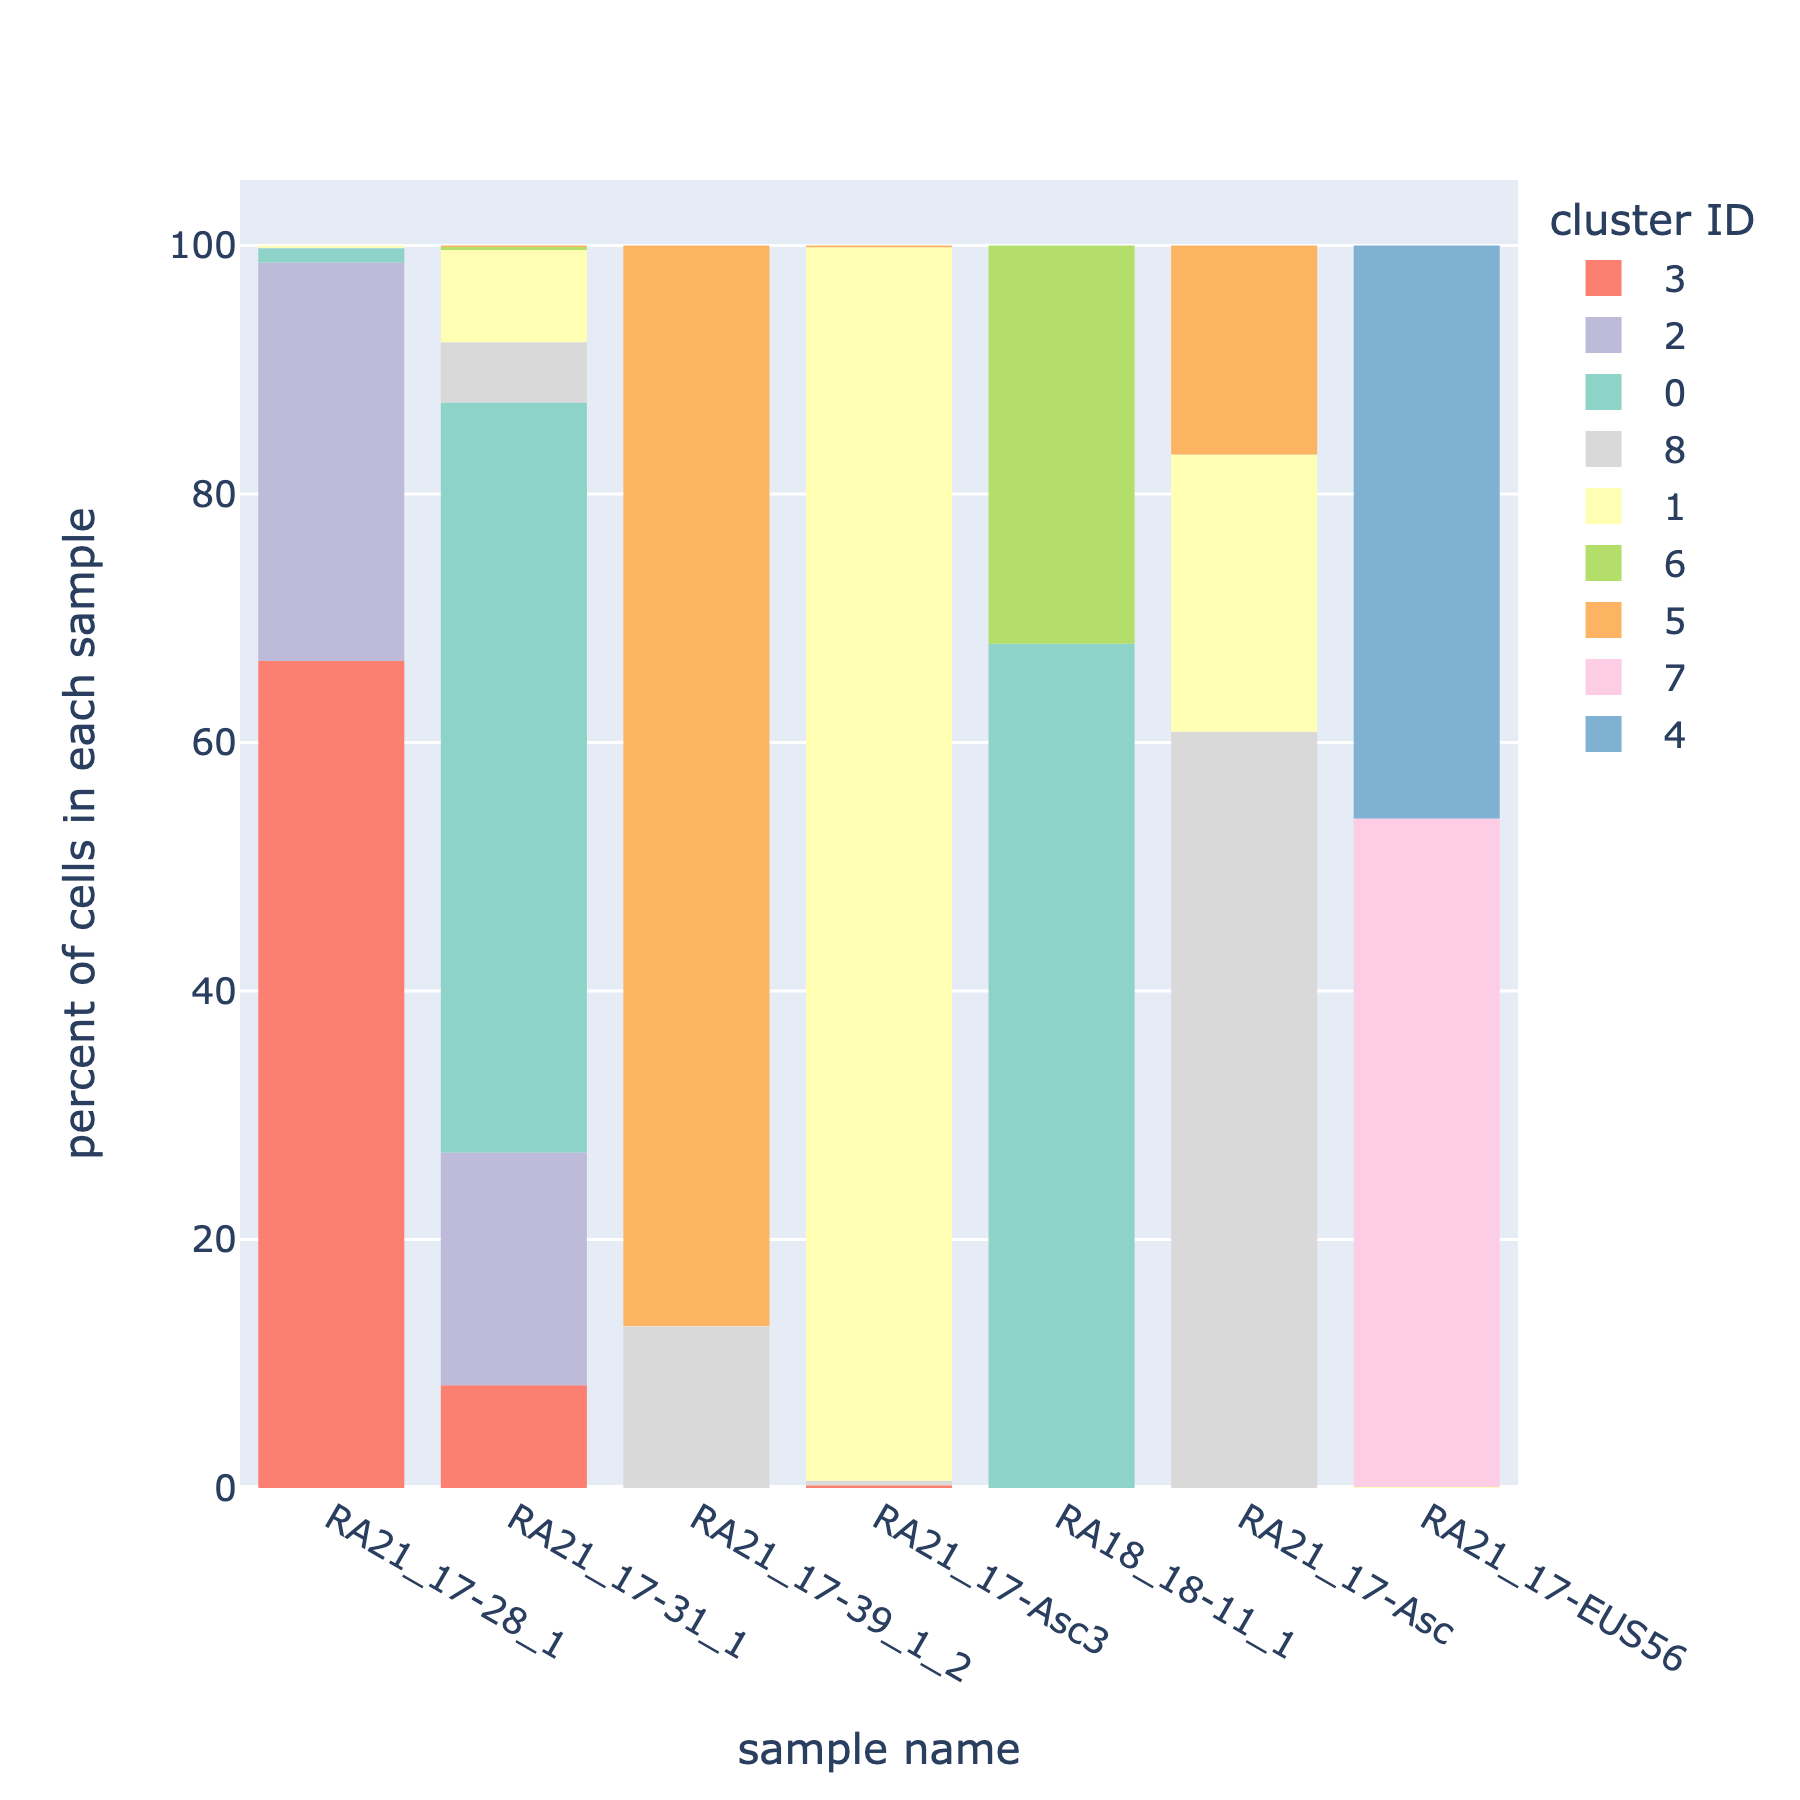 cluster ID
3
2
0
8
1
6
5
7
4
percent of cells in each sample
100
80
60
40
20
0
RA21_17-28_1
RA21_17-31_1
RA21_17-39_1_2
RA21_17-Asc3
RA18_18-11_1
RA21_17-Asc
RA21_17-EUS56
sample name